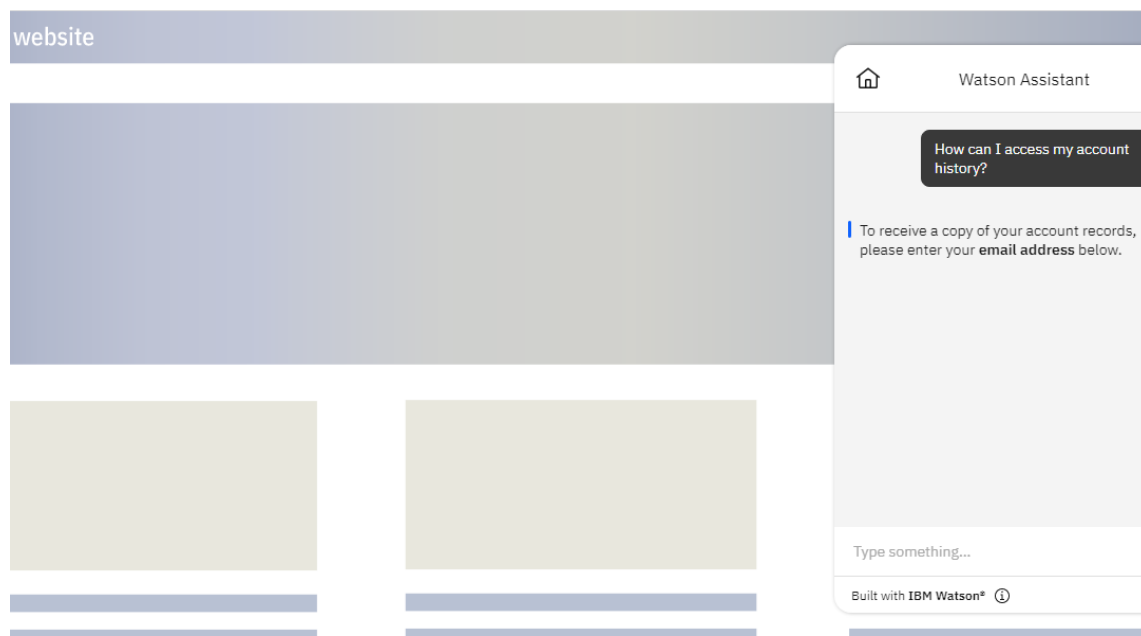 website
Watson Assistant
How can I access my account
history?
To receive a copy of your account records,
please enter your email address below.
Type something...
Built with IBM Watson®